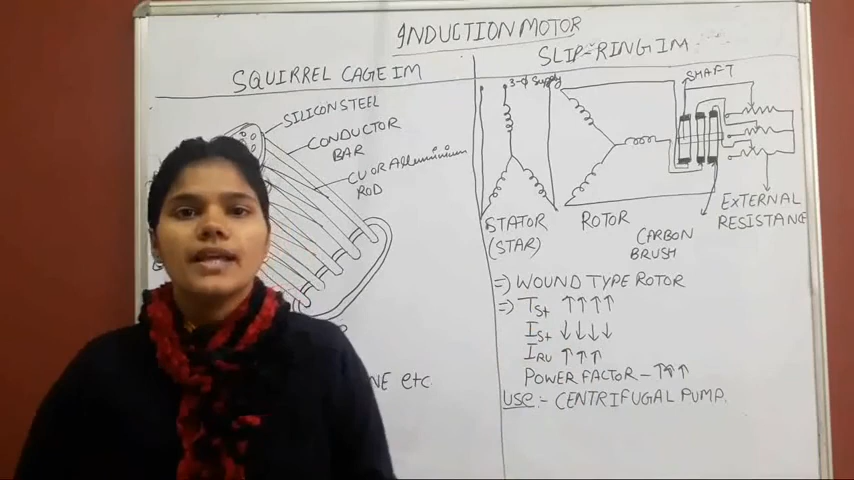 INDUCTION MOTOR
SQUIRREL CAGE IM
SILICON STEEL
CONDUCTOR
BAR
CU OR Alluminium
ROD
NE etc.
SLIP-RING IM
3-Φ Supply
SHAFT
STATOR
(STAR)
ROTOR
CARBON
BRUSH
EXTERNAL
RESISTANCE
=> WOUND TYPE ROTOR
=> TSt ↑↑↑↑
ISt ↓↓↓↓
IRU ↑↑↑
POWER FACTOR - ↑↑↑
USE :- CENTRIFUGAL PUMP.